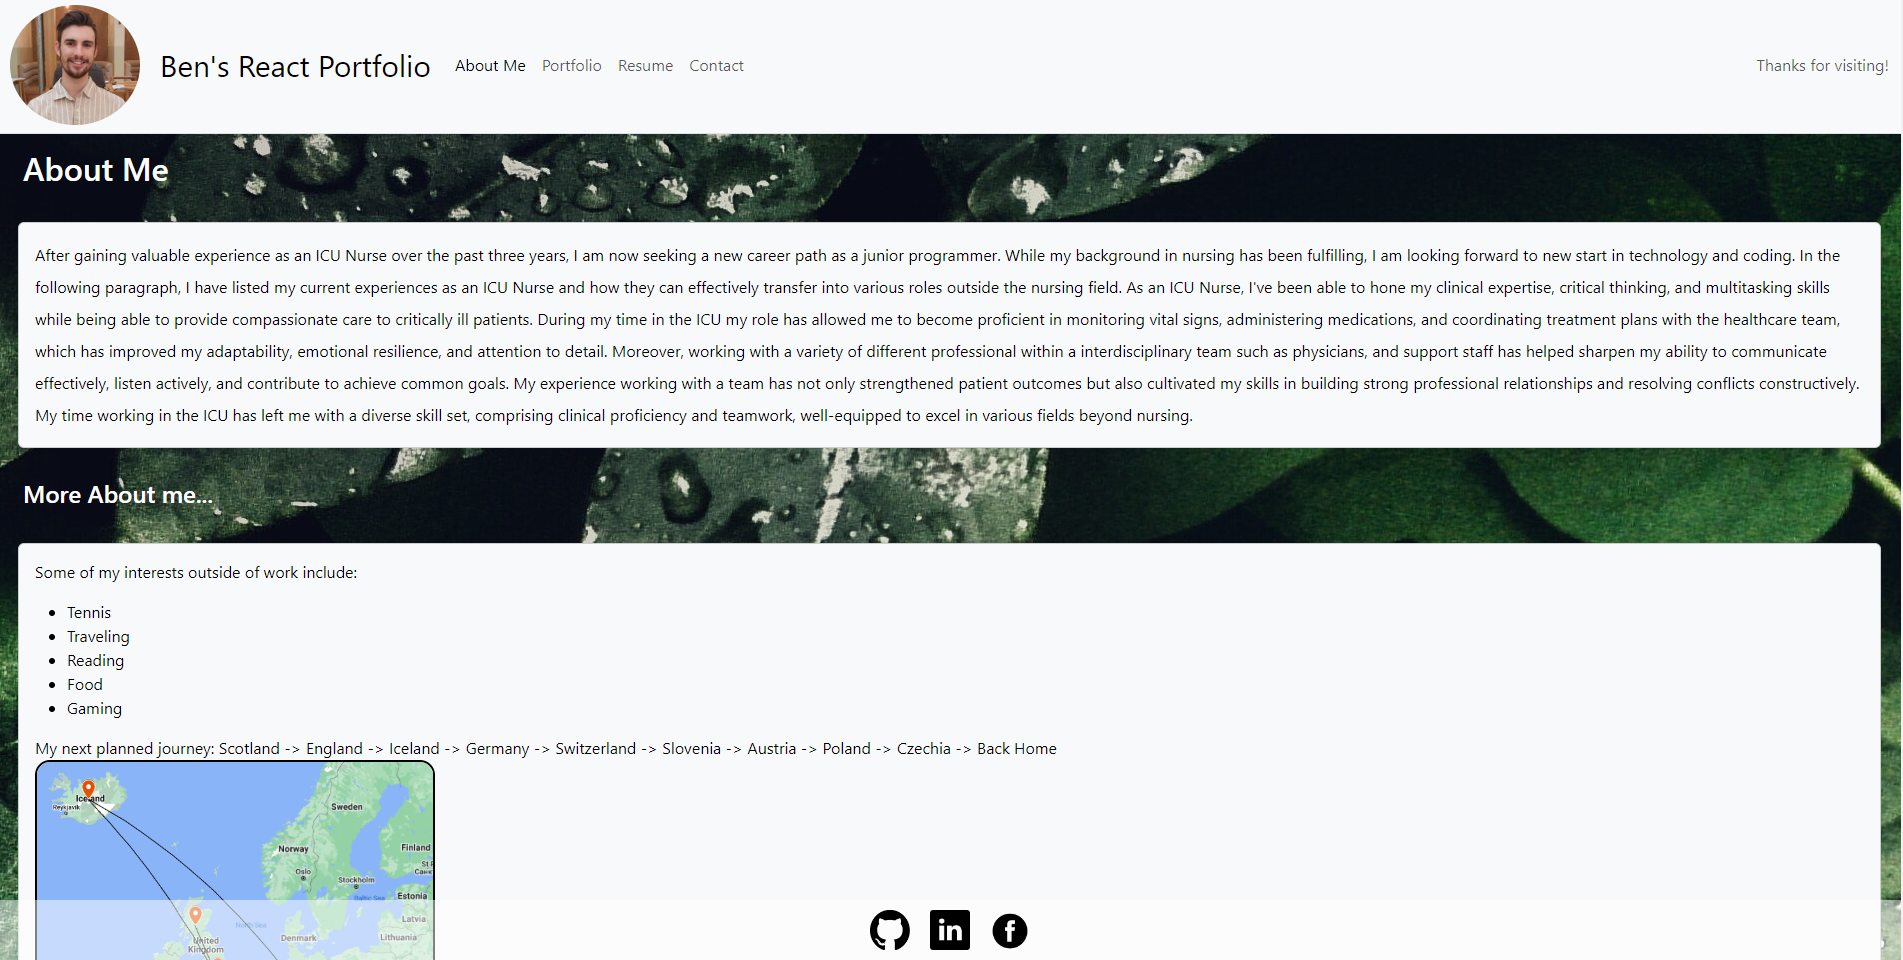 Ben's React Portfolio
About Me
Portfolio
Resume
Contact
Thanks for visiting!
About Me
After gaining valuable experience as an ICU Nurse over the past three years, I am now seeking a new career path as a junior programmer. While my background in nursing has been fulfilling, I am looking forward to new start in technology and coding. In the
following paragraph, I have listed my current experiences as an ICU Nurse and how they can effectively transfer into various roles outside the nursing field. As an ICU Nurse, I've been able to hone my clinical expertise, critical thinking, and multitasking skills
while being able to provide compassionate care to critically ill patients. During my time in the ICU my role has allowed me to become proficient in monitoring vital signs, administering medications, and coordinating treatment plans with the healthcare team,
which has improved my adaptability, emotional resilience, and attention to detail. Moreover, working with a variety of different professional within a interdisciplinary team such as physicians, and support staff has helped sharpen my ability to communicate
effectively, listen actively, and contribute to achieve common goals. My experience working with a team has not only strengthened patient outcomes but also cultivated my skills in building strong professional relationships and resolving conflicts constructively.
My time working in the ICU has left me with a diverse skill set, comprising clinical proficiency and teamwork, well-equipped to excel in various fields beyond nursing.
More About me...
Some of my interests outside of work include:
• Tennis
• Traveling
• Reading
• Food
• Gaming
My next planned journey: Scotland -> England -> Iceland -> Germany -> Switzerland -> Slovenia -> Austria -> Poland -> Czechia -> Back Home
Iceland
Reykjavik
Sweden
Norway
Finland
Oslo
Stockholm
Estonia
Baltic Sea
Latvia
North Sea
United
Kingdom
Denmark
Lithuania
in
f